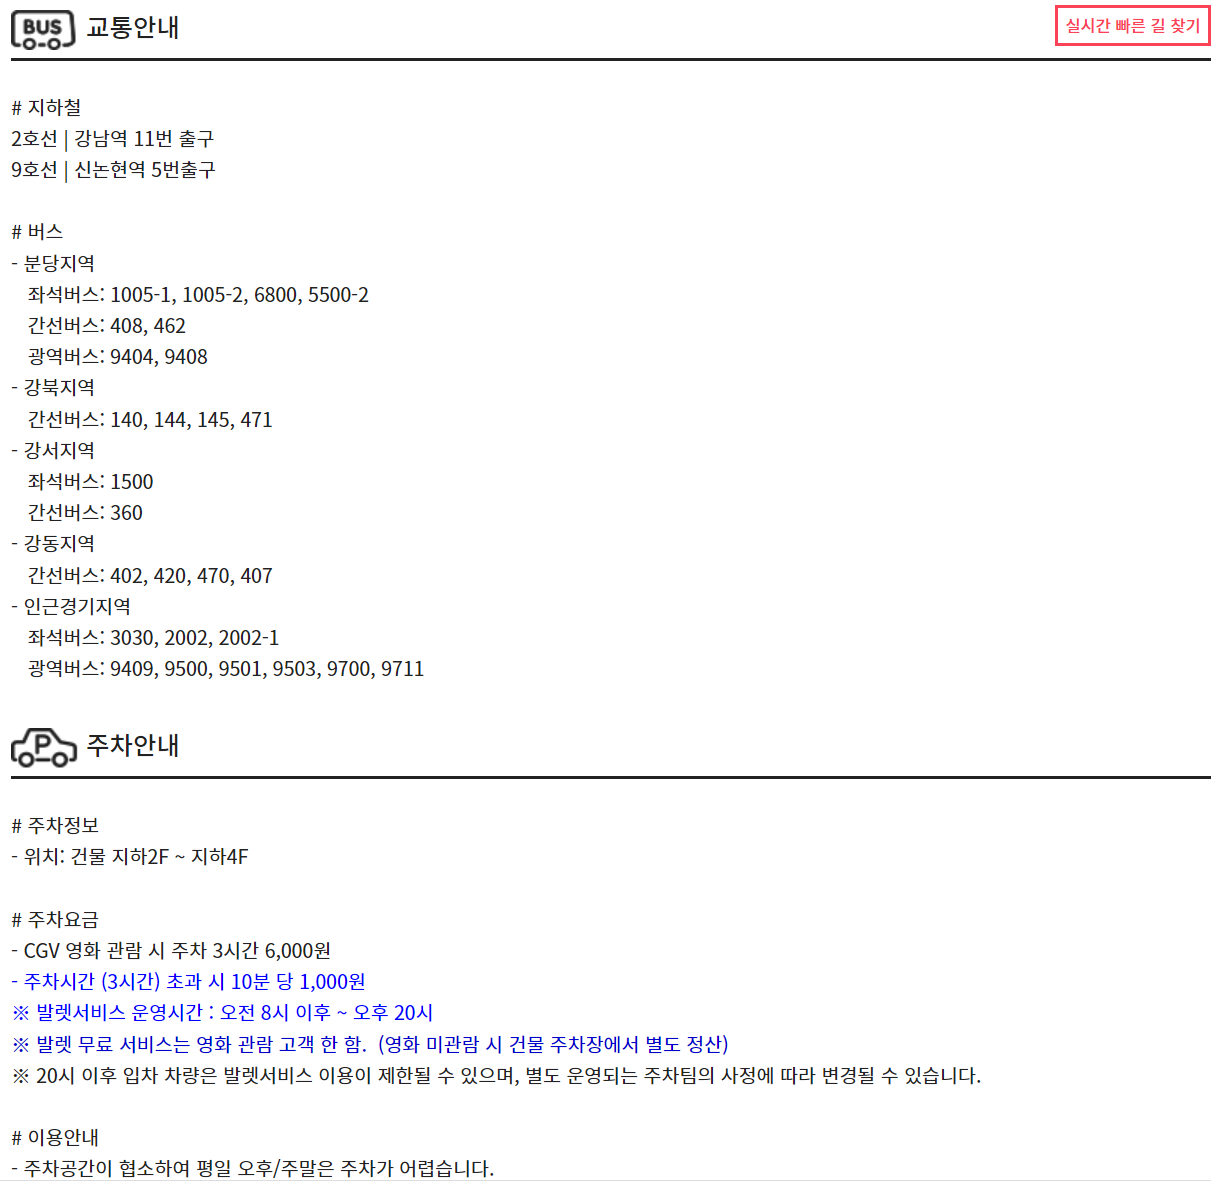 BUS 교통안내
실시간 빠른 길 찾기
# 지하철
2호선 | 강남역 11번 출구
9호선 | 신논현역 5번출구
# 버스
- 분당지역
좌석버스: 1005-1, 1005-2, 6800, 5500-2
간선버스: 408, 462
광역버스: 9404, 9408
- 강북지역
간선버스: 140, 144, 145, 471
- 강서지역
좌석버스: 1500
간선버스: 360
- 강동지역
간선버스: 402, 420, 470, 407
- 인근경기지역
좌석버스: 3030, 2002, 2002-1
광역버스: 9409, 9500, 9501, 9503, 9700, 9711
P 주차안내
# 주차정보
- 위치: 건물 지하2F ~ 지하4F
# 주차요금
- CGV 영화 관람 시 주차 3시간 6,000원
- 주차시간 (3시간) 초과 시 10분 당 1,000원
※ 발렛서비스 운영시간 : 오전 8시 이후 ~ 오후 20시
※ 발렛 무료 서비스는 영화 관람 고객 한 함. (영화 미관람 시 건물 주차장에서 별도 정산)
※ 20시 이후 입차 차량은 발렛서비스 이용이 제한될 수 있으며, 별도 운영되는 주차팀의 사정에 따라 변경될 수 있습니다.
# 이용안내
- 주차공간이 협소하여 평일 오후/주말은 주차가 어렵습니다.